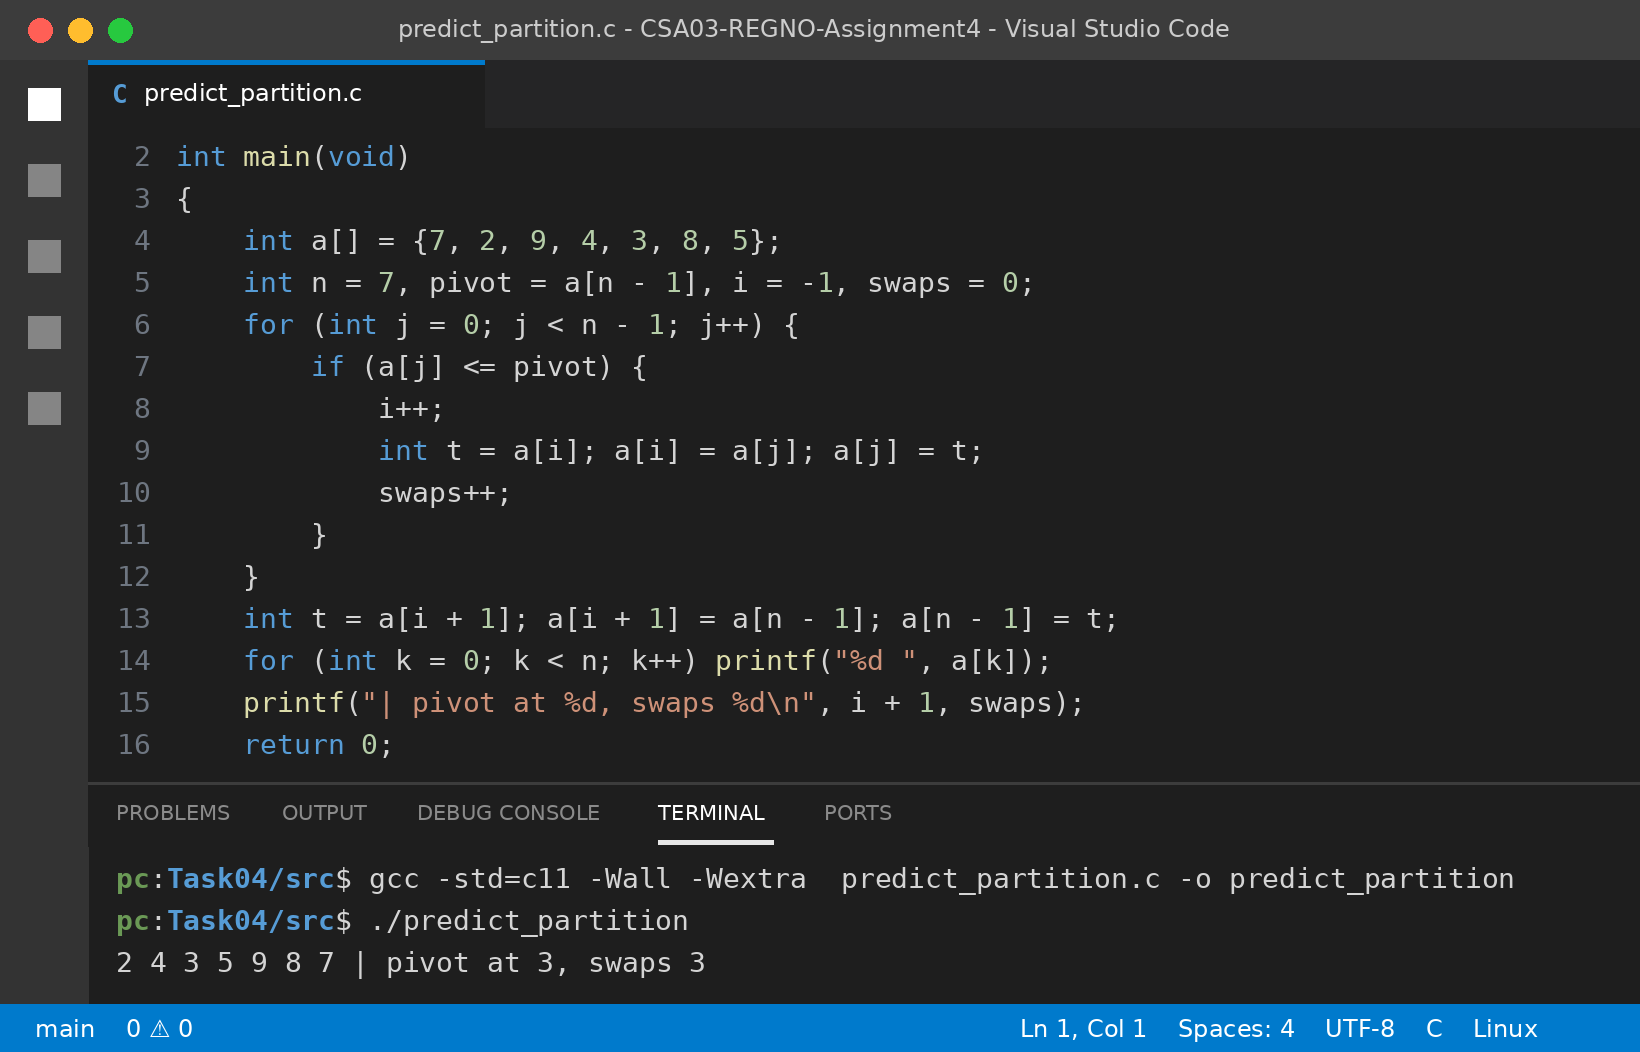 predict_partition.c - CSA03-REGNO-Assignment4 - Visual Studio Code
C predict_partition.c
2 int main(void)
3 {
4     int a[] = {7, 2, 9, 4, 3, 8, 5};
5     int n = 7, pivot = a[n - 1], i = -1, swaps = 0;
6     for (int j = 0; j < n - 1; j++) {
7         if (a[j] <= pivot) {
8             i++;
9             int t = a[i]; a[i] = a[j]; a[j] = t;
10             swaps++;
11         }
12     }
13     int t = a[i + 1]; a[i + 1] = a[n - 1]; a[n - 1] = t;
14     for (int k = 0; k < n; k++) printf("%d ", a[k]);
15     printf("| pivot at %d, swaps %d\n", i + 1, swaps);
16     return 0;
PROBLEMS OUTPUT DEBUG CONSOLE TERMINAL PORTS
pc:Task04/src$ gcc -std=c11 -Wall -Wextra  predict_partition.c -o predict_partition
pc:Task04/src$ ./predict_partition
2 4 3 5 9 8 7 | pivot at 3, swaps 3
main 0 ⚠ 0 Ln 1, Col 1 Spaces: 4 UTF-8 C Linux